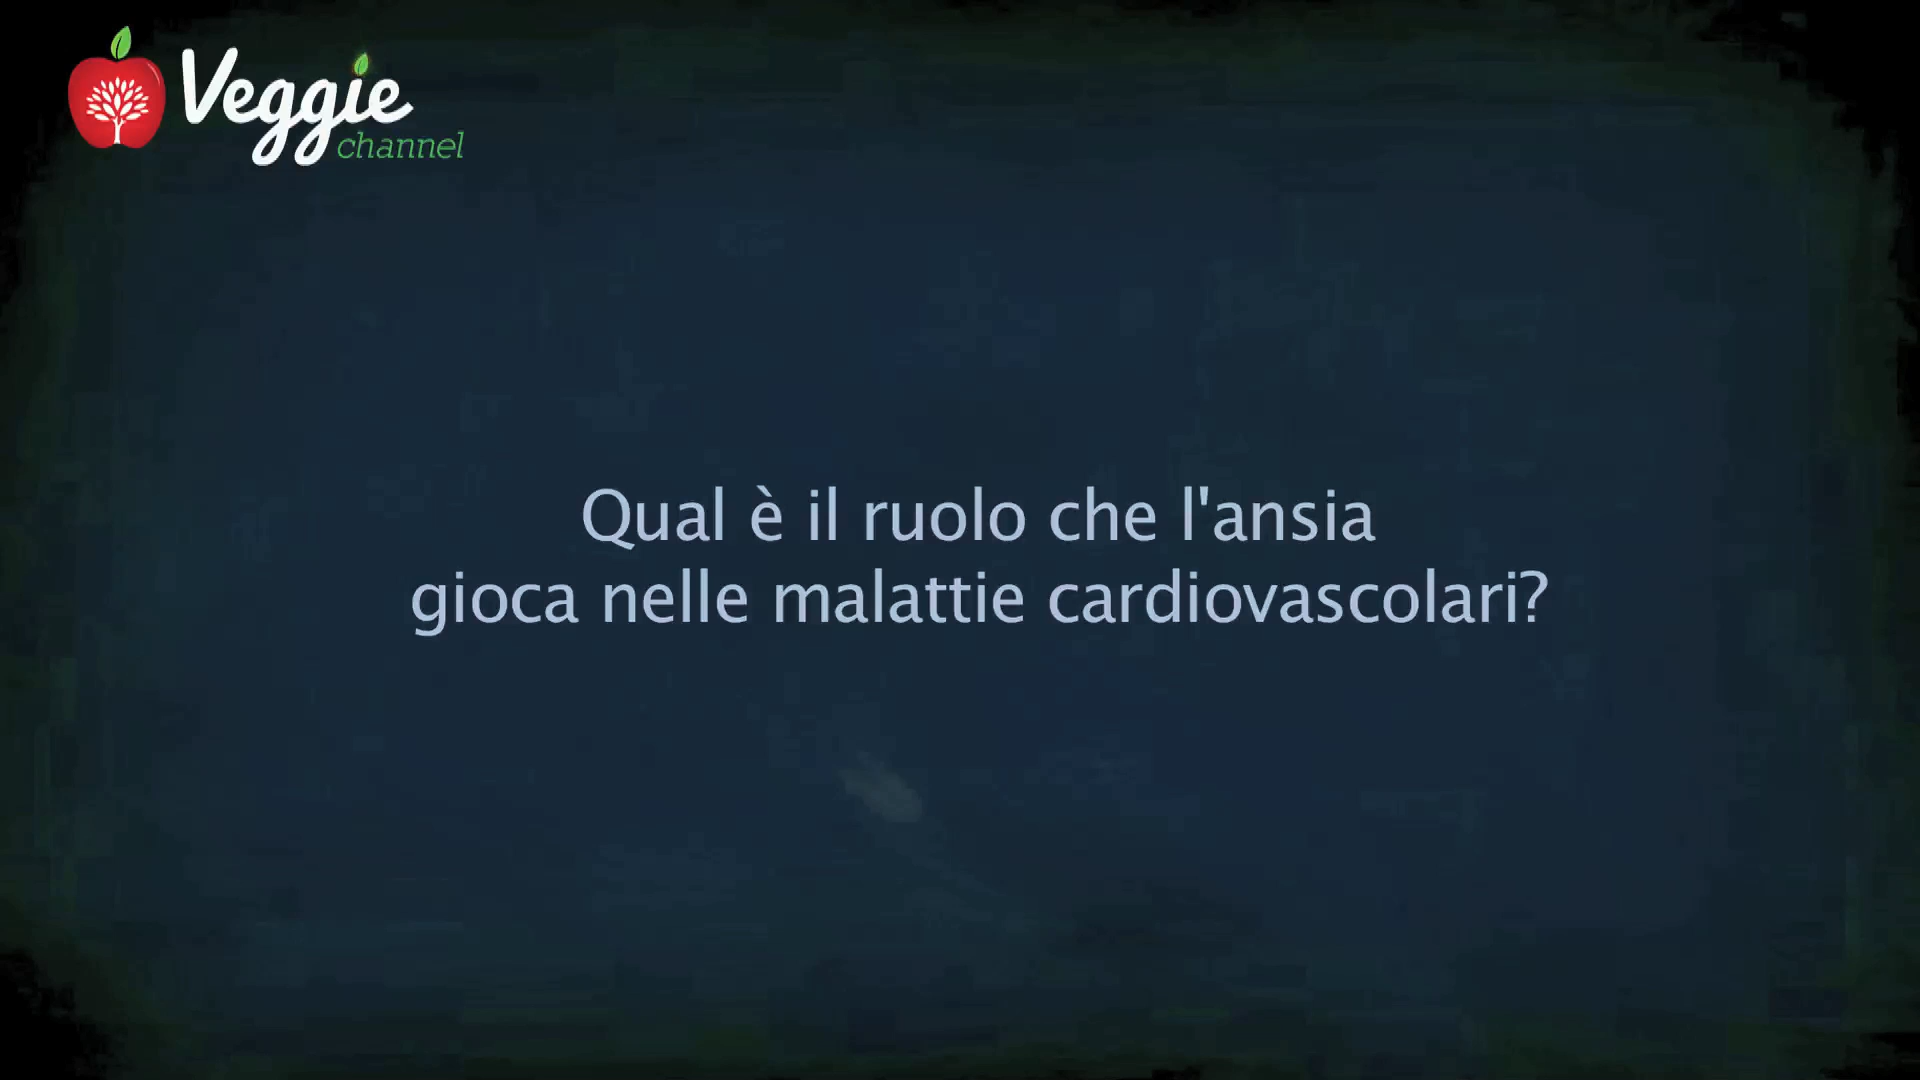 Veggie
channel
Qual è il ruolo che l'ansia
gioca nelle malattie cardiovascolari?